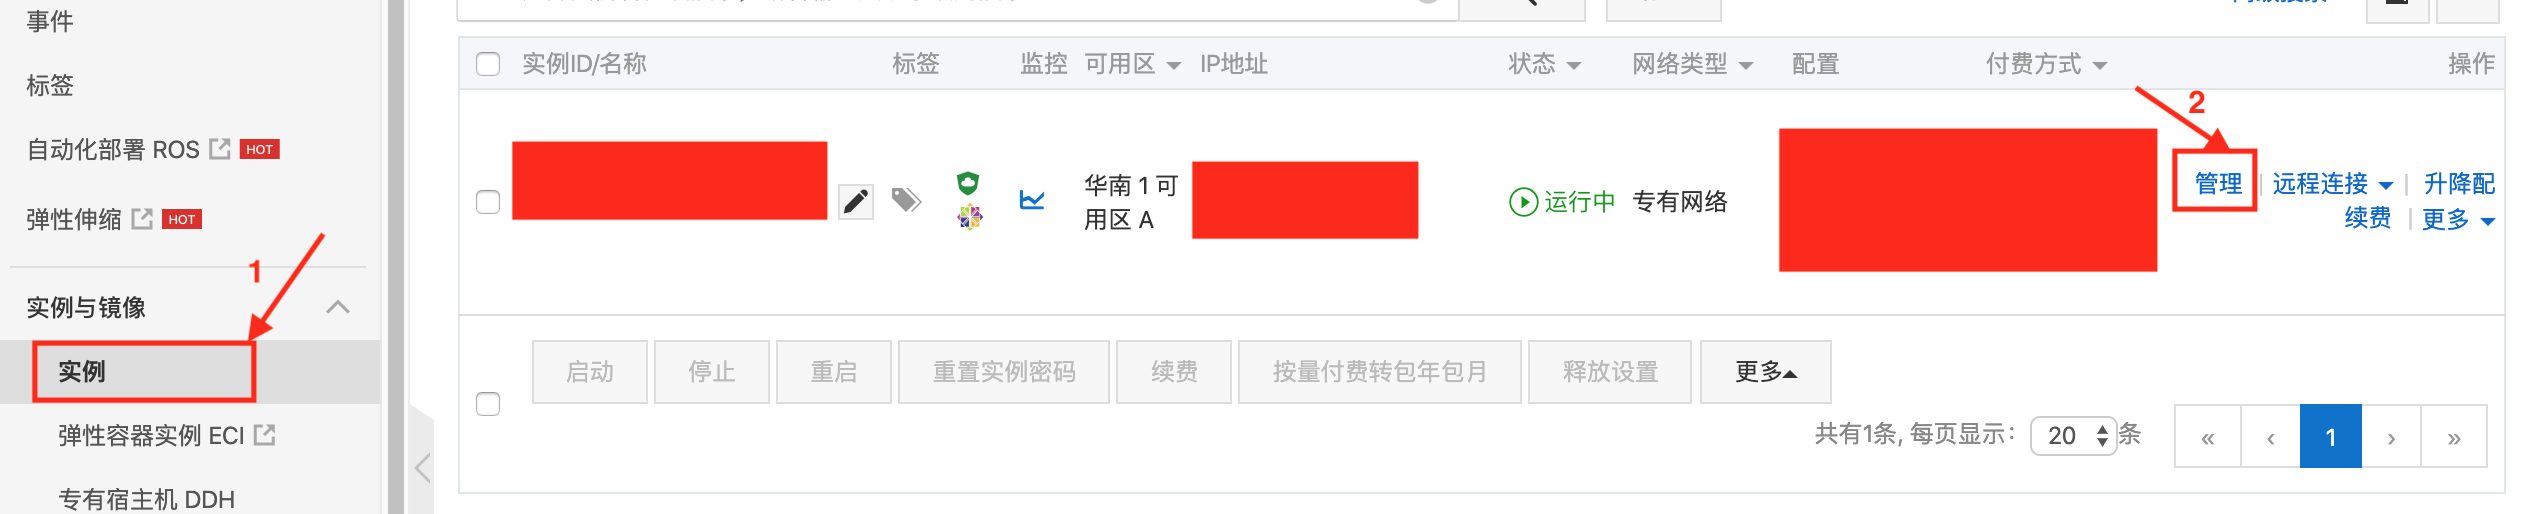 事件
标签
自动化部署 ROS HOT
弹性伸缩 HOT
1
实例与镜像
实例
弹性容器实例 ECI
专有宿主机 DDH
实例ID/名称 标签 监控 可用区 IP地址 状态 网络类型 配置 付费方式 操作
2
华南 1 可
用区 A
运行中 专有网络
管理 | 远程连接 | 升降配
续费 | 更多
启动 停止 重启 重置实例密码 续费 按量付费转包年包月 释放设置 更多
共有1条, 每页显示: 20 条 « ‹ 1 › »